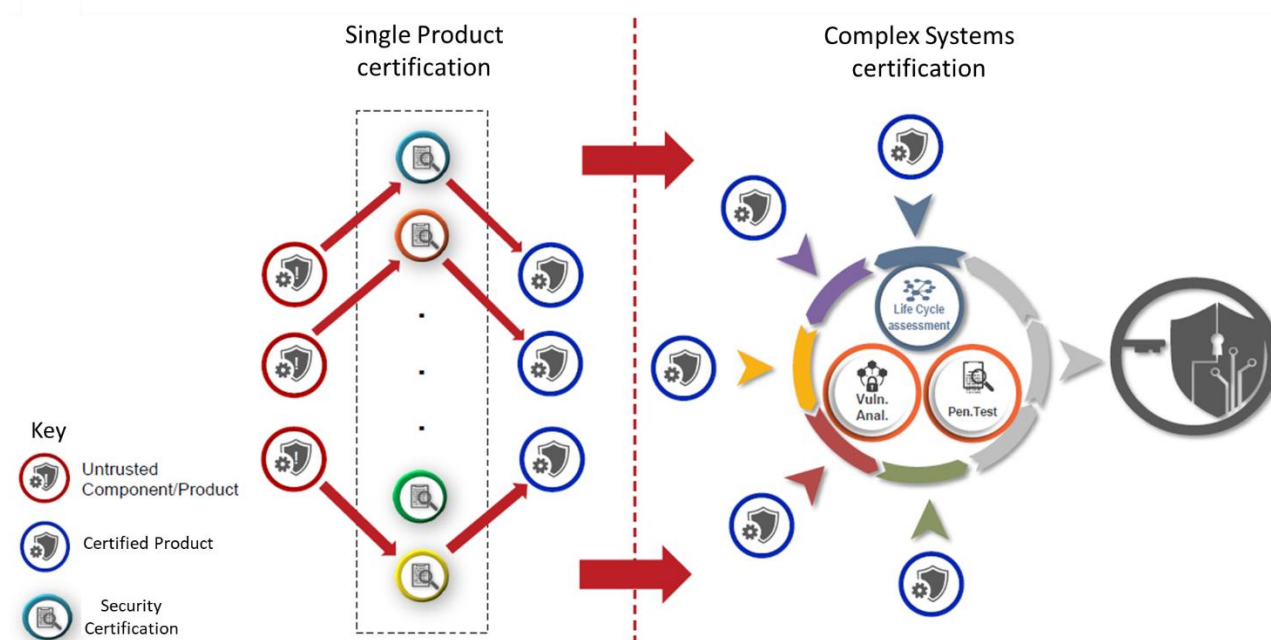 Single Product
certification
Complex Systems
certification
Life Cycle
assessment
Vuln.
Anal.
Pen.Test
Key
Untrusted
Component/Product
Certified Product
Security
Certification